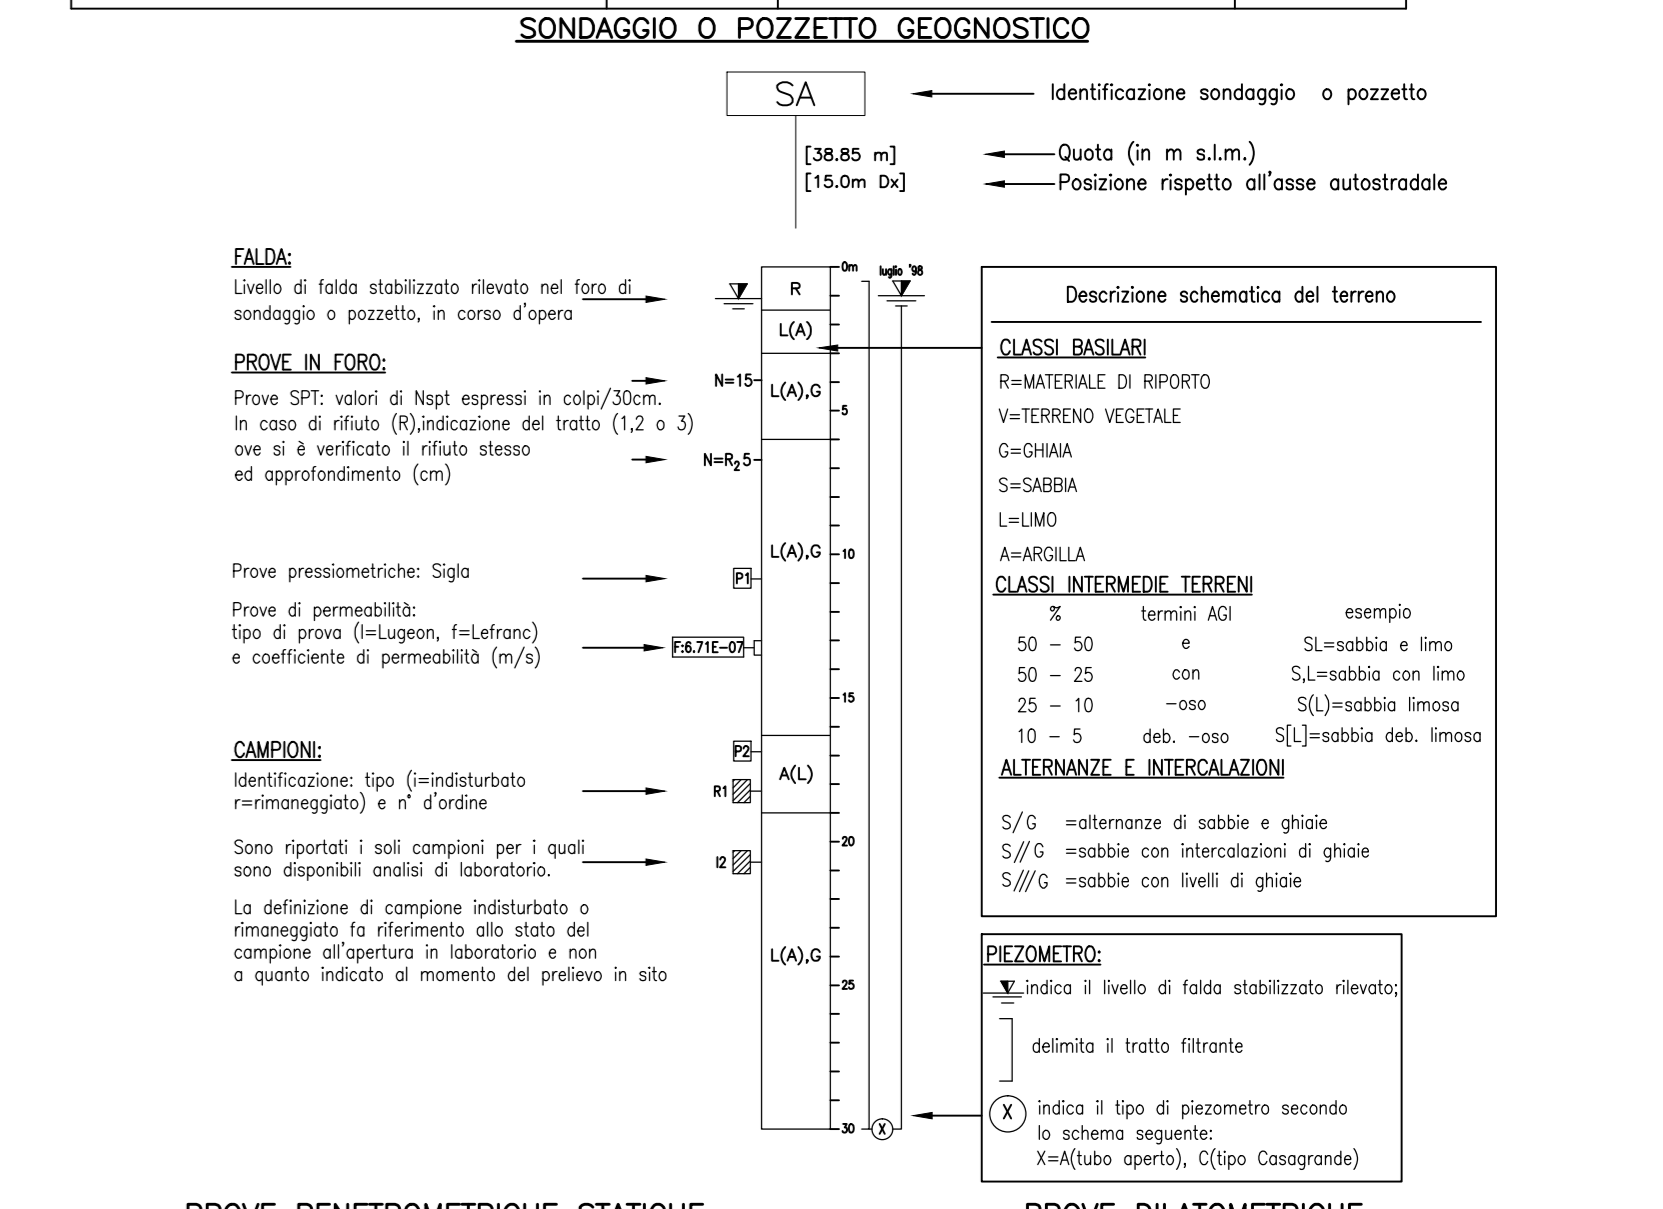 SONDAGGIO O POZZETTO GEOGNOSTICO
SA
Identificazione sondaggio o pozzetto
[38.85 m]
Quota (in m s.l.m.)
[15.0m Dx]
Posizione rispetto all'asse autostradale
FALDA:
Livello di falda stabilizzato rilevato nel foro di
sondaggio o pozzetto, in corso d'opera
PROVE IN FORO:
Prove SPT: valori di Nspt espressi in colpi/30cm.
In caso di rifiuto (R),indicazione del tratto (1,2 o 3)
ove si è verificato il rifiuto stesso
ed approfondimento (cm)
Prove pressiometriche: Sigla
Prove di permeabilità:
tipo di prova (l=Lugeon, f=Lefranc)
e coefficiente di permeabilità (m/s)
CAMPIONI:
Identificazione: tipo (i=indisturbato
r=rimaneggiato) e n° d'ordine
Sono riportati i soli campioni per i quali
sono disponibili analisi di laboratorio.
La definizione di campione indisturbato o
rimaneggiato fa riferimento allo stato del
campione all'apertura in laboratorio e non
a quanto indicato al momento del prelievo in sito
N=15
N=R2 5
P1
F:6.71E-07
P2
R1
I2
R
L(A)
L(A),G
L(A),G
A(L)
L(A),G
0m
5
10
15
20
25
30
luglio '98
X
Descrizione schematica del terreno
CLASSI BASILARI
R=MATERIALE DI RIPORTO
V=TERRENO VEGETALE
G=GHIAIA
S=SABBIA
L=LIMO
A=ARGILLA
CLASSI INTERMEDIE TERRENI
% termini AGI esempio
50 - 50 e SL=sabbia e limo
50 - 25 con S,L=sabbia con limo
25 - 10 -oso S(L)=sabbia limosa
10 - 5 deb. -oso S[L]=sabbia deb. limosa
ALTERNANZE E INTERCALAZIONI
S/G =alternanze di sabbie e ghiaie
S//G =sabbie con intercalazioni di ghiaie
S///G =sabbie con livelli di ghiaie
PIEZOMETRO:
indica il livello di falda stabilizzato rilevato;
delimita il tratto filtrante
X
indica il tipo di piezometro secondo
lo schema seguente:
X=A(tubo aperto), C(tipo Casagrande)
PROVE PENETROMETRICHE STATICHE
PROVE DILATOMETRICHE